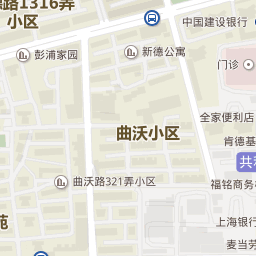 路1316弄
小区
中国建设银行
彭浦家园
新德公寓
门诊
全家便利店
曲沃小区
肯德基
共和
曲沃路321弄小区
福铭商务
苑
上海银行
麦当劳